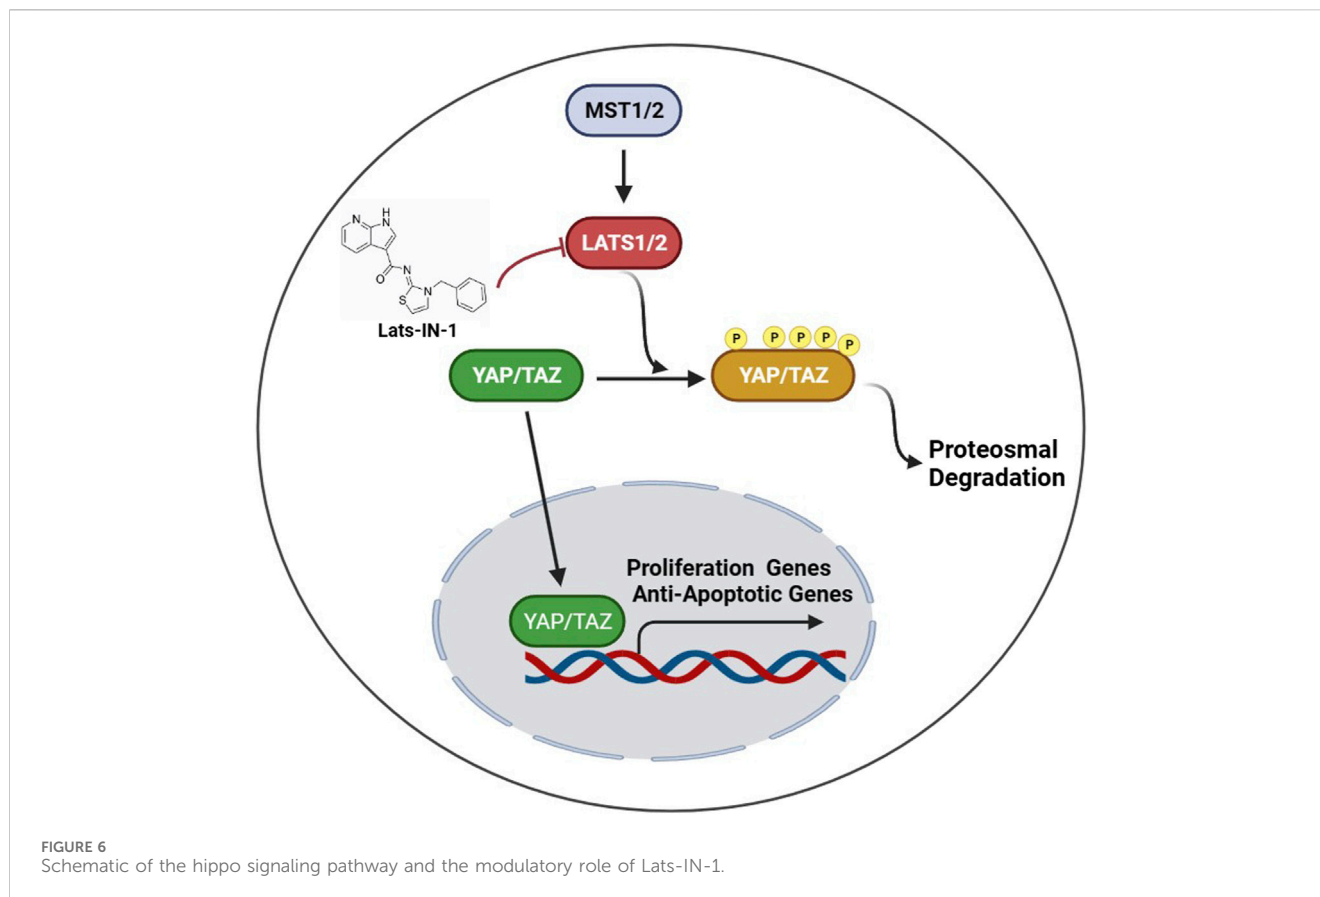 MST1/2
LATS1/2
N
H
N
O
N
S
N
Lats-IN-1
P
P
P
P
P
YAP/TAZ
YAP/TAZ
Proteosmal
Degradation
Proliferation Genes
Anti-Apoptotic Genes
YAP/TAZ
FIGURE 6
Schematic of the hippo signaling pathway and the modulatory role of Lats-IN-1.